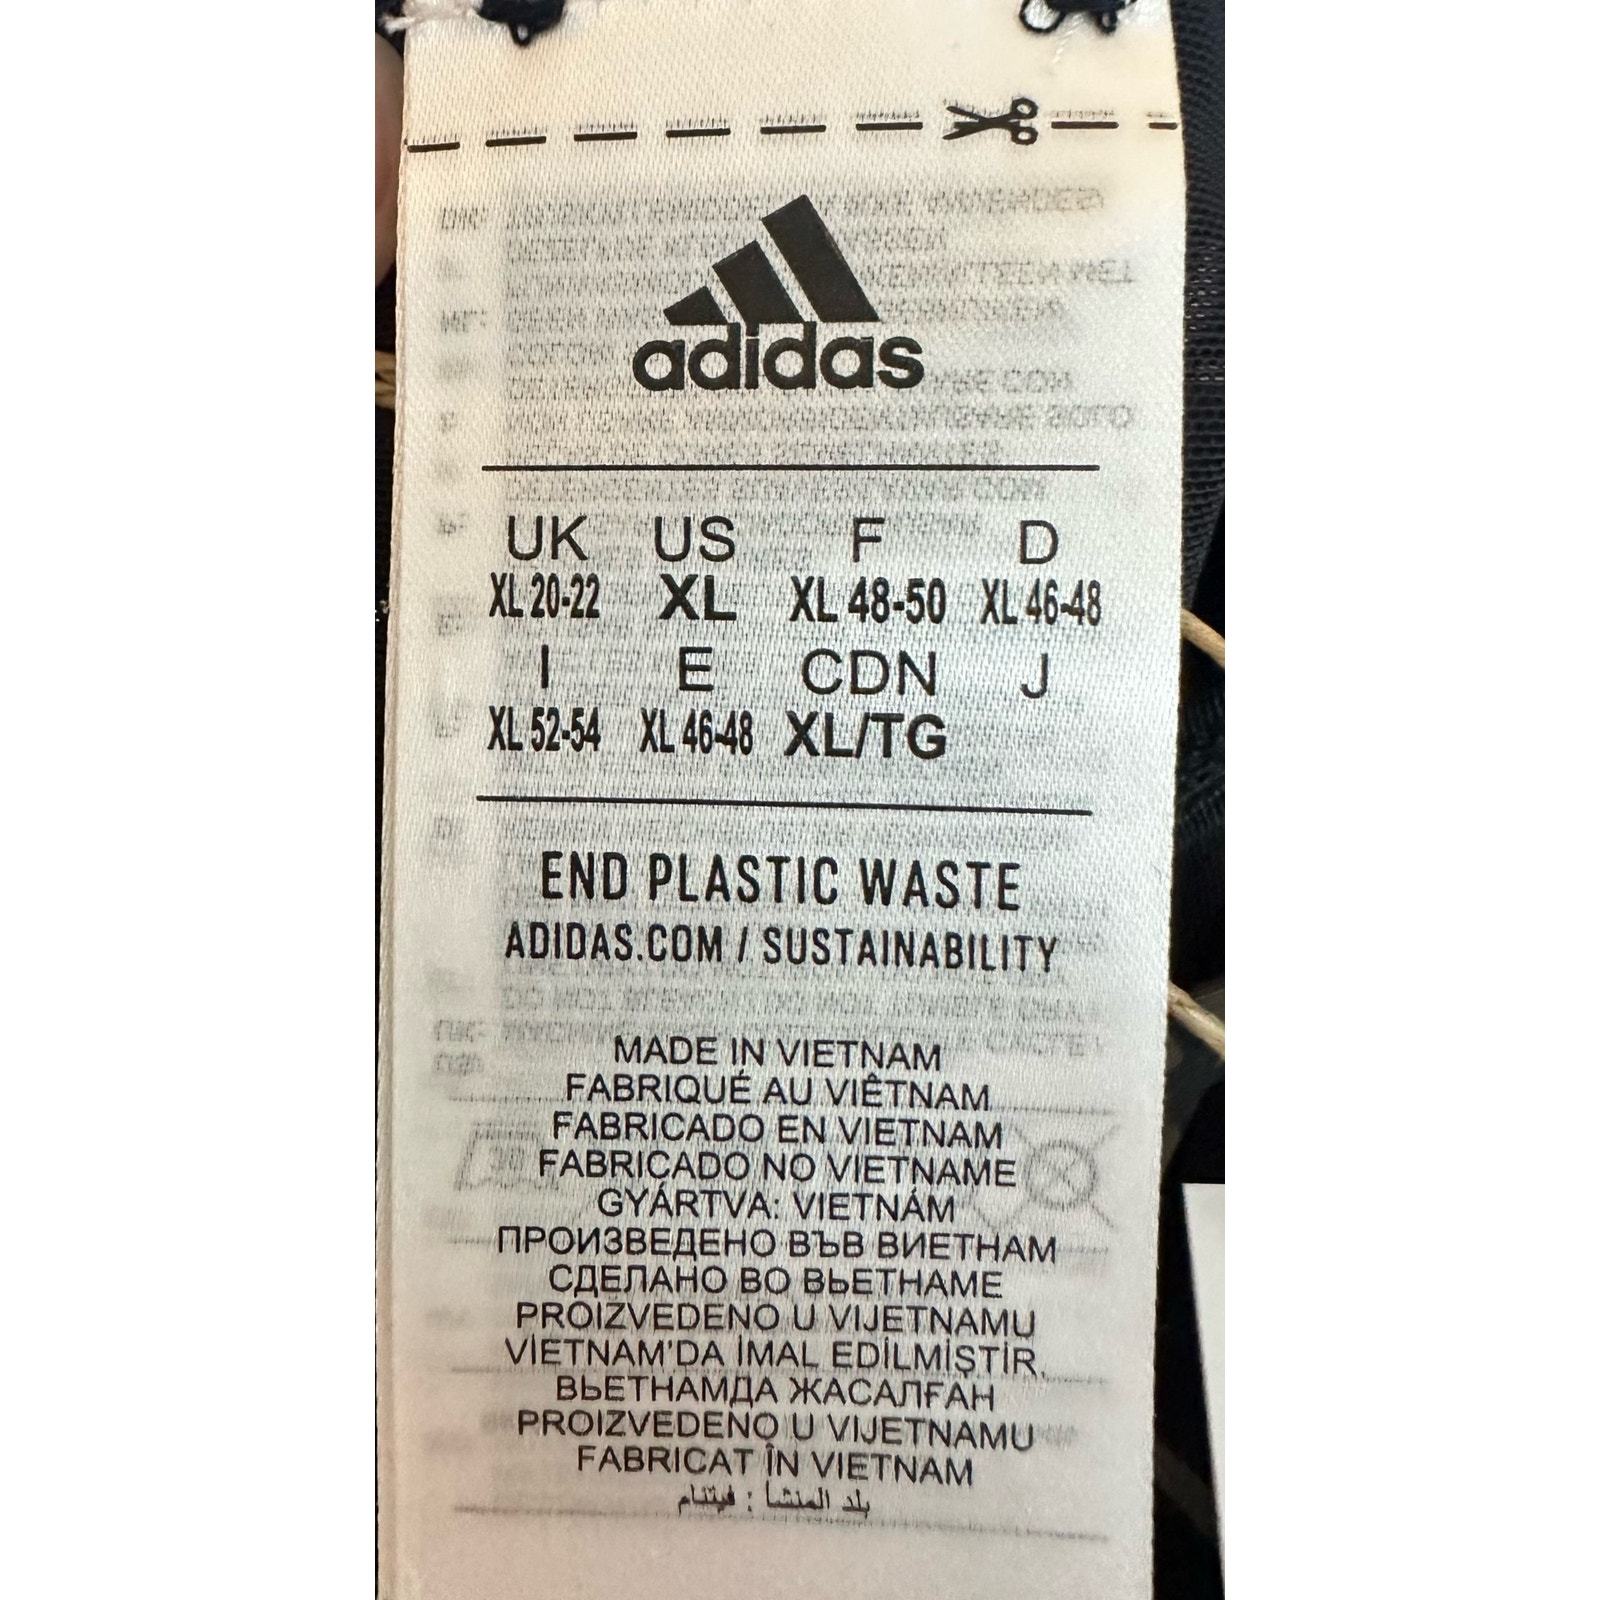 adidas
UK US F D
XL 20-22 XL XL 48-50 XL 46-48
I E CDN J
XL 52-54 XL 46-48 XL/TG
END PLASTIC WASTE
ADIDAS.COM / SUSTAINABILITY
MADE IN VIETNAM
FABRIQUÉ AU VIÊTNAM
FABRICADO EN VIETNAM
FABRICADO NO VIETNAME
GYÁRTVA: VIETNÁM
ПРОИЗВЕДЕНО ВЪВ ВИЕТНАМ
СДЕЛАНО ВО ВЬЕТНАМЕ
PROIZVEDENO U VIJETNAMU
VİETNAM'DA İMAL EDİLMİŞTİR.
ВЬЕТНАМДА ЖАСАЛҒАН
PROIZVEDENO U VIJETNAMU
FABRICAT ÎN VIETNAM
بلد المنشأ : فيتنام